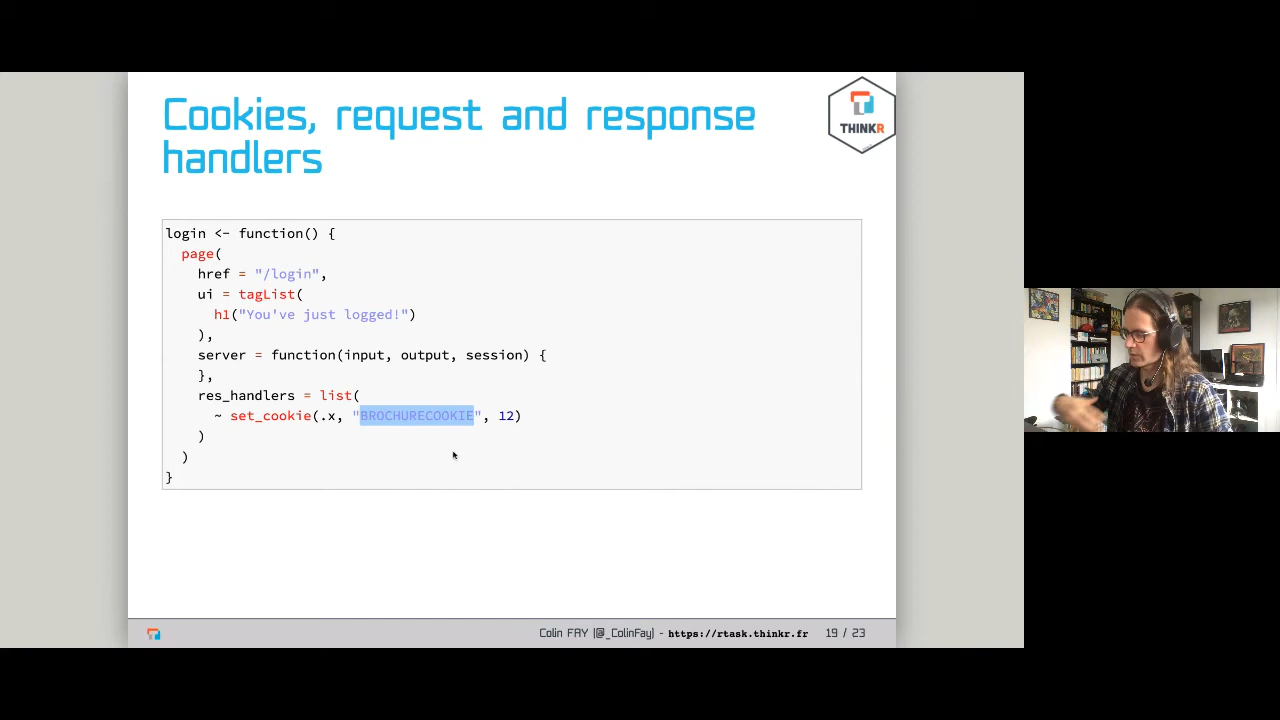 Cookies, request and response
handlers
THINKR
login <- function() {
  page(
    href = "/login",
    ui = tagList(
      h1("You've just logged!")
    ),
    server = function(input, output, session) {
    },
    res_handlers = list(
      ~ set_cookie(.x, "BROCHURECOOKIE", 12)
    )
  )
}
Colin FAY (@_ColinFay) - https://rtask.thinkr.fr 19 / 23